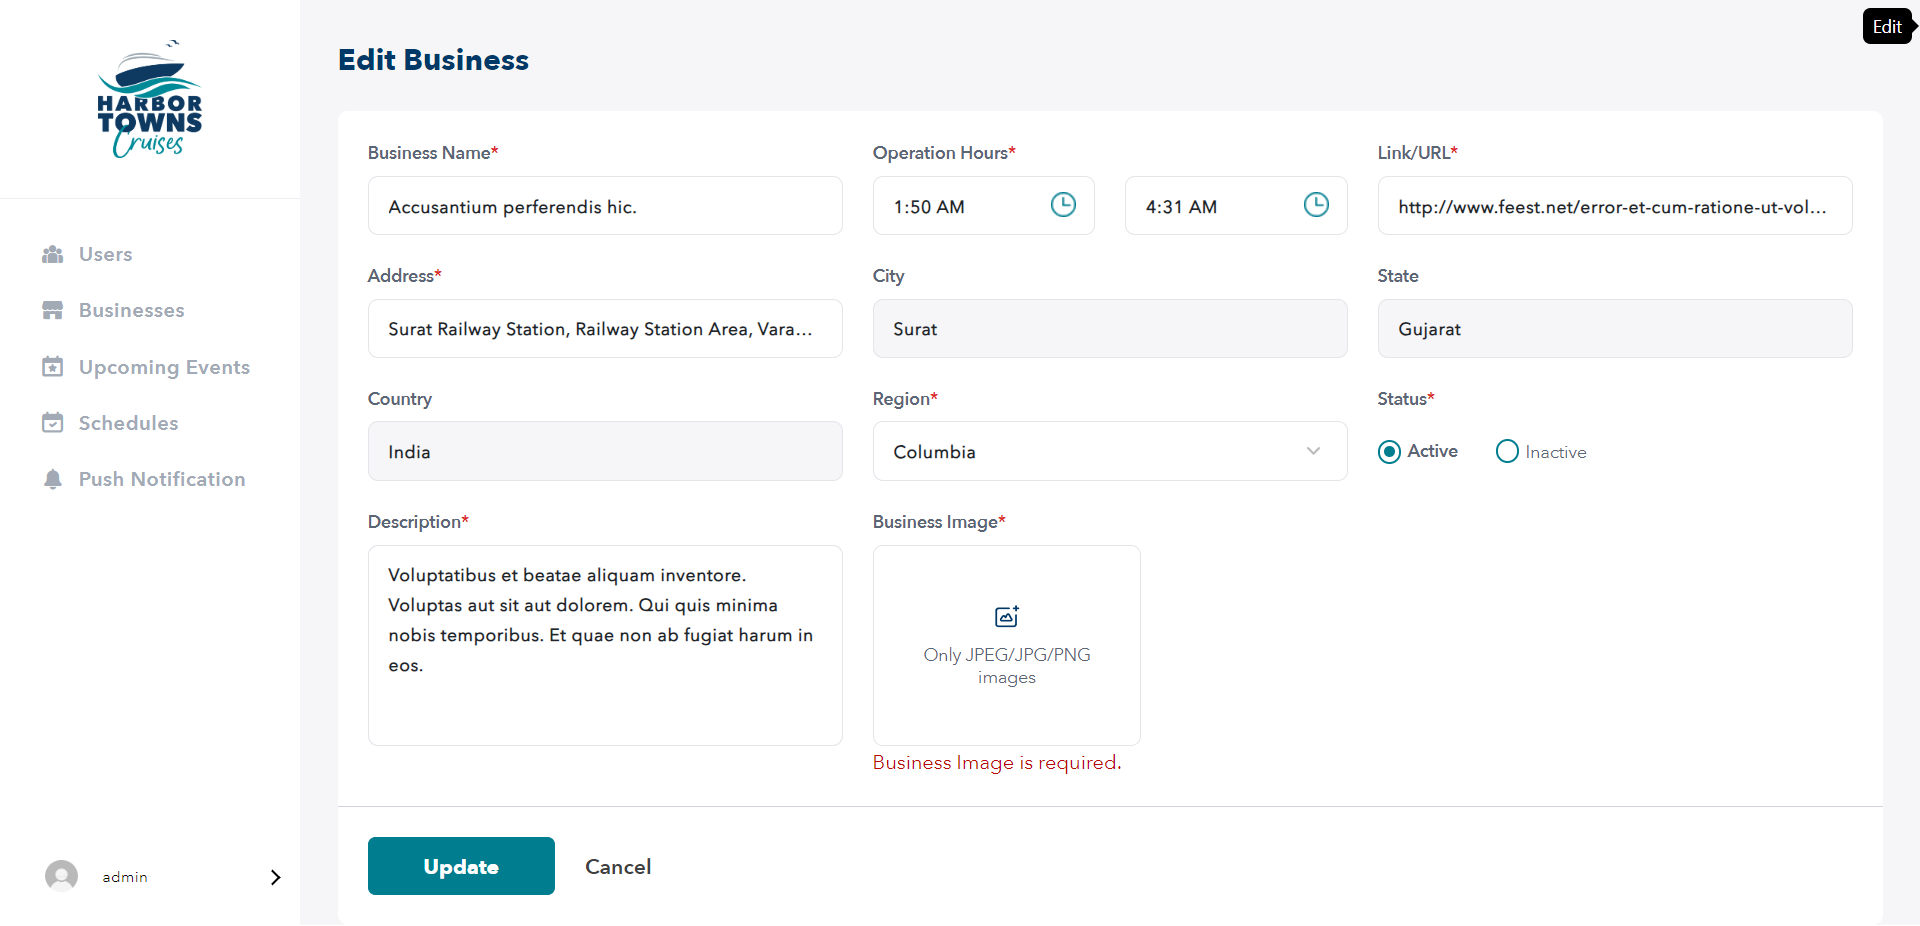 HARBOR
TOWNS
Cruises
Users
Businesses
Upcoming Events
Schedules
Push Notification
admin
Edit
Edit Business
Business Name*
Accusantium perferendis hic.
Operation Hours*
1:50 AM
4:31 AM
Link/URL*
http://www.feest.net/error-et-cum-ratione-ut-vol...
Address*
Surat Railway Station, Railway Station Area, Vara...
City
Surat
State
Gujarat
Country
India
Region*
Columbia
Status*
Active
Inactive
Description*
Voluptatibus et beatae aliquam inventore.
Voluptas aut sit aut dolorem. Qui quis minima
nobis temporibus. Et quae non ab fugiat harum in
eos.
Business Image*
Only JPEG/JPG/PNG
images
Business Image is required.
Update
Cancel